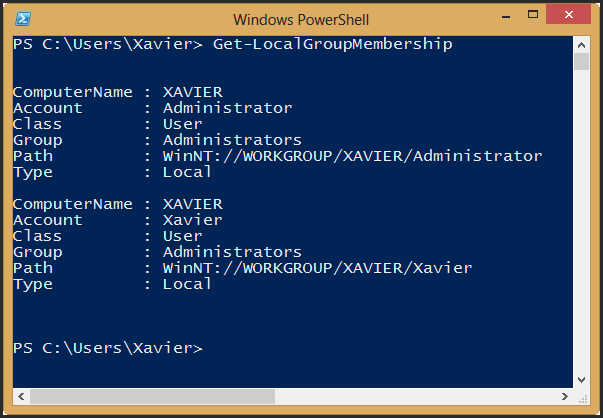 Windows PowerShell
PS C:\Users\Xavier> Get-LocalGroupMembership
ComputerName : XAVIER
Account      : Administrator
Class        : User
Group        : Administrators
Path         : WinNT://WORKGROUP/XAVIER/Administrator
Type         : Local
ComputerName : XAVIER
Account      : Xavier
Class        : User
Group        : Administrators
Path         : WinNT://WORKGROUP/XAVIER/Xavier
Type         : Local
PS C:\Users\Xavier>